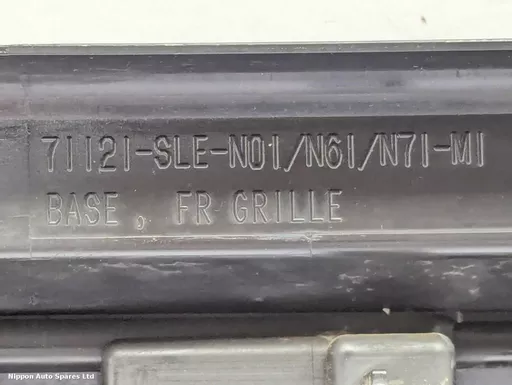 71121-SLE-N01/N61/N71-M1
BASE, FR GRILLE
Nippon Auto Spares Ltd